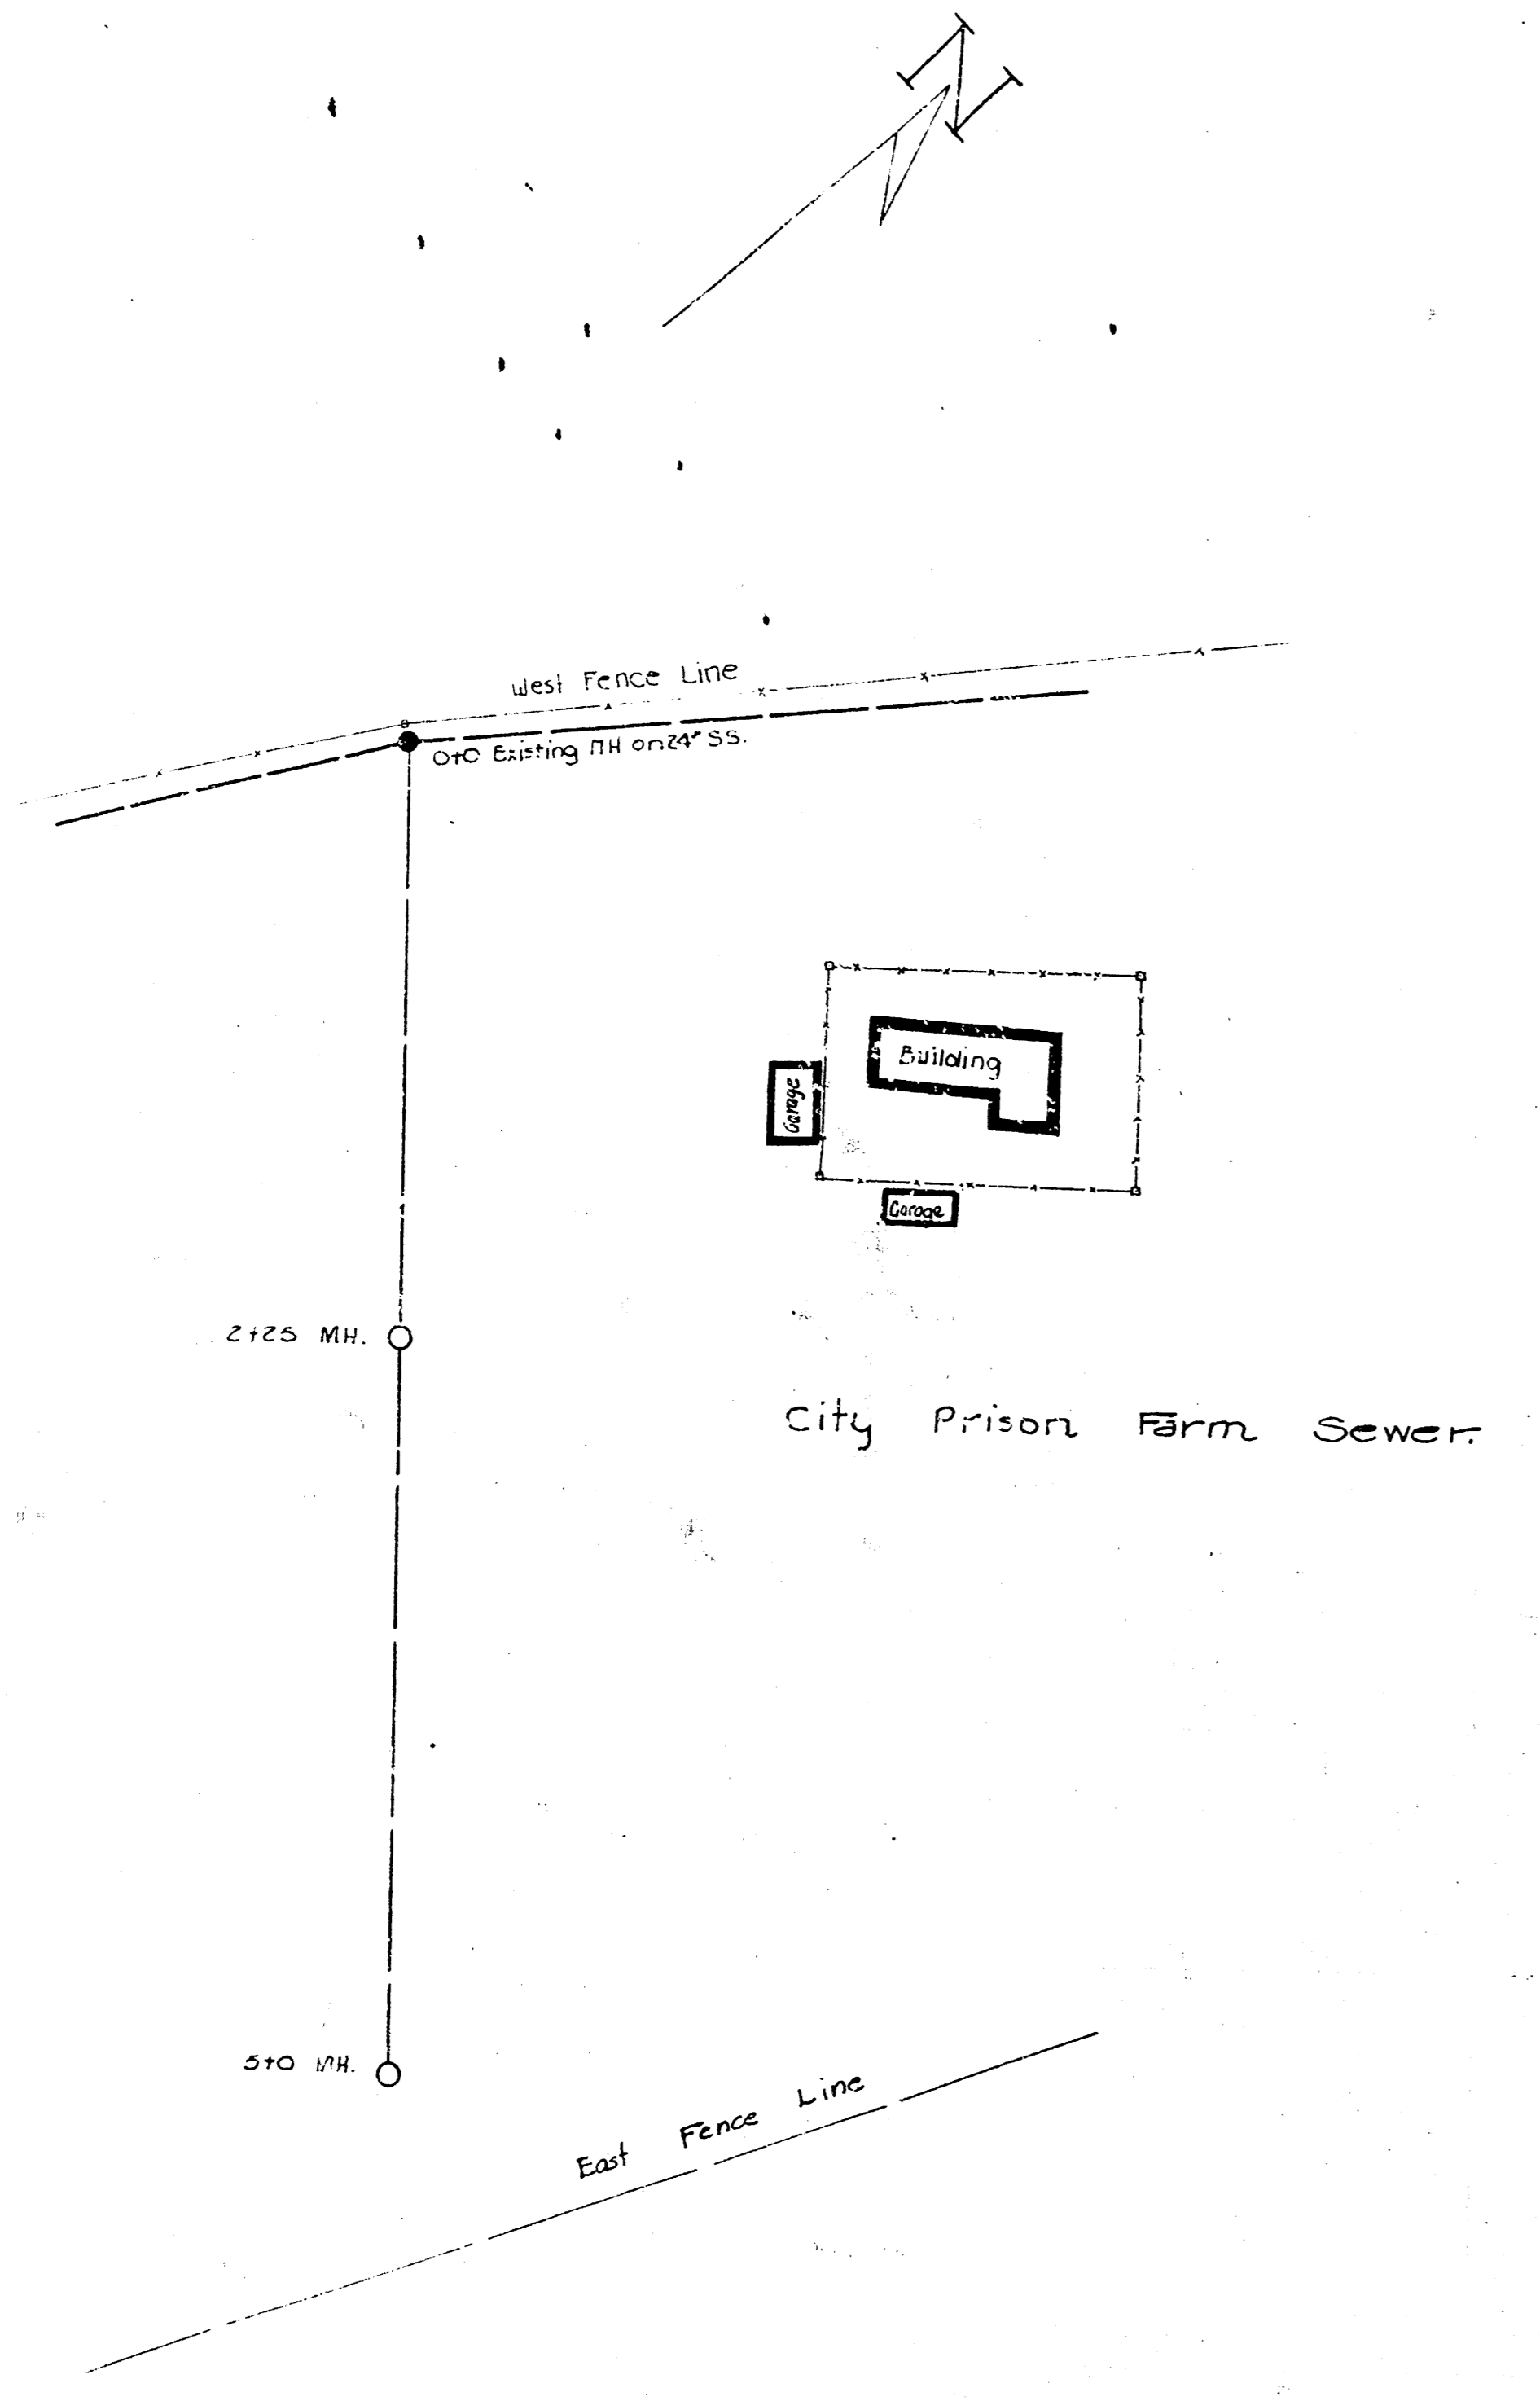 N
West Fence Line
0+0 Existing MH on 24" SS.
Building
Garage
Garage
2+25 MH.
City Prison Farm Sewer.
5+0 MH.
East Fence Line